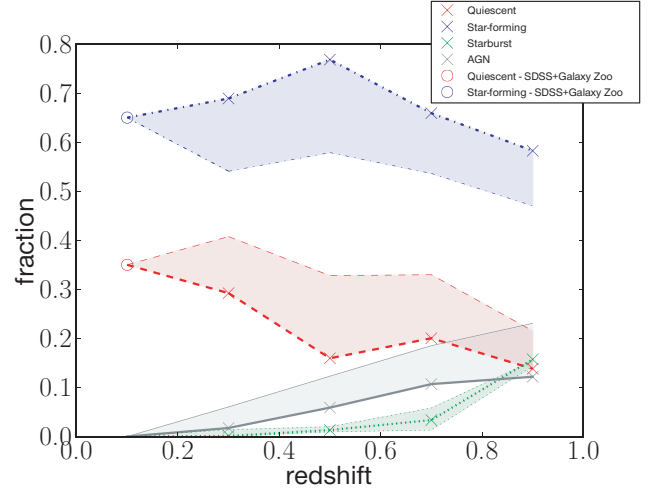 Quiescent
Star-forming
Starburst
AGN
Quiescent - SDSS+Galaxy Zoo
Star-forming - SDSS+Galaxy Zoo
0.8
0.7
0.6
0.5
0.4
0.3
0.2
0.1
0.0
fraction
0.0 0.2 0.4 0.6 0.8 1.0
redshift